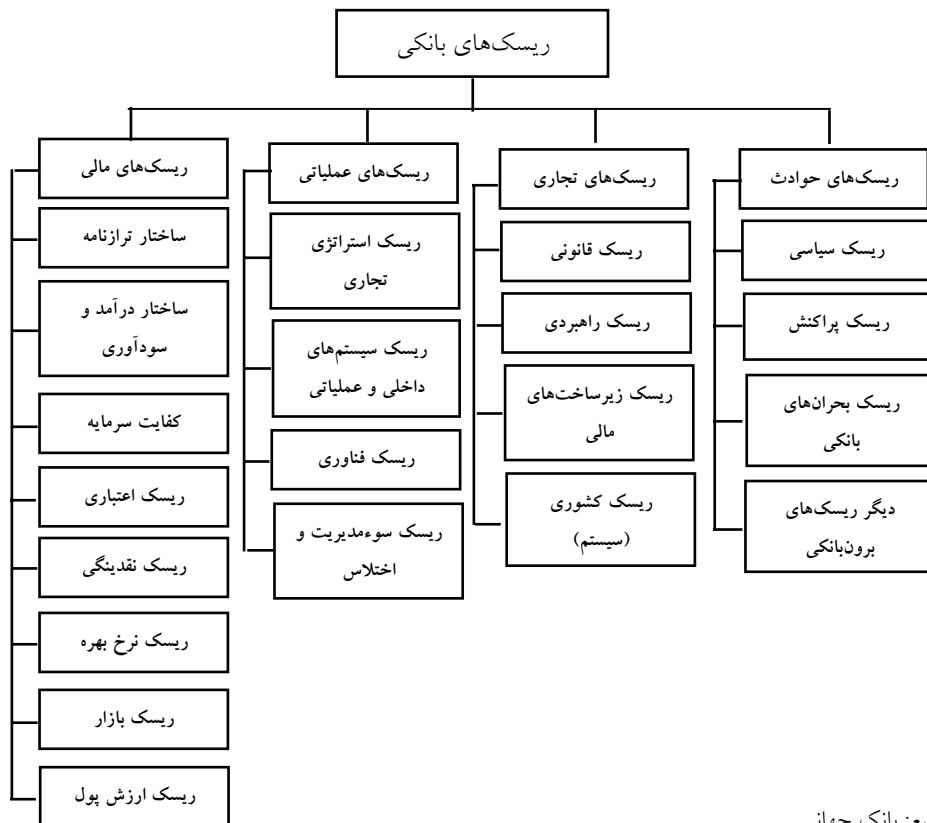 ریسک‌های بانکی
ریسک‌های حوادث
ریسک سیاسی
ریسک پراکنش
ریسک بحران‌های
بانکی
دیگر ریسک‌های
برون‌بانکی
ریسک‌های تجاری
ریسک قانونی
ریسک راهبردی
ریسک زیرساخت‌های
مالی
ریسک کشوری
(سیستم)
ریسک‌های عملیاتی
ریسک استراتژی
تجاری
ریسک سیستم‌های
داخلی و عملیاتی
ریسک فناوری
ریسک سوءمدیریت و
اختلاس
ریسک‌های مالی
ساختار ترازنامه
ساختار درآمد و
سودآوری
کفایت سرمایه
ریسک اعتباری
ریسک نقدینگی
ریسک نرخ بهره
ریسک بازار
ریسک ارزش پول
بانک